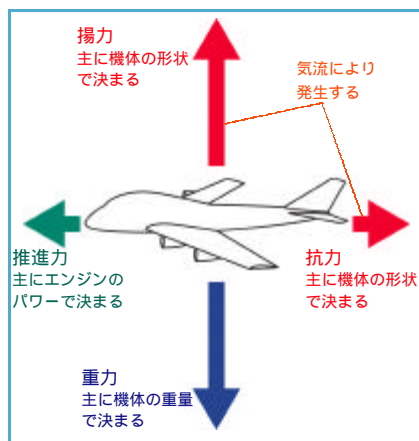 揚力
主に機体の形状
で決まる
気流により
発生する
推進力
主にエンジンの
パワーで決まる
抗力
主に機体の形状
で決まる
重力
主に機体の重量
で決まる